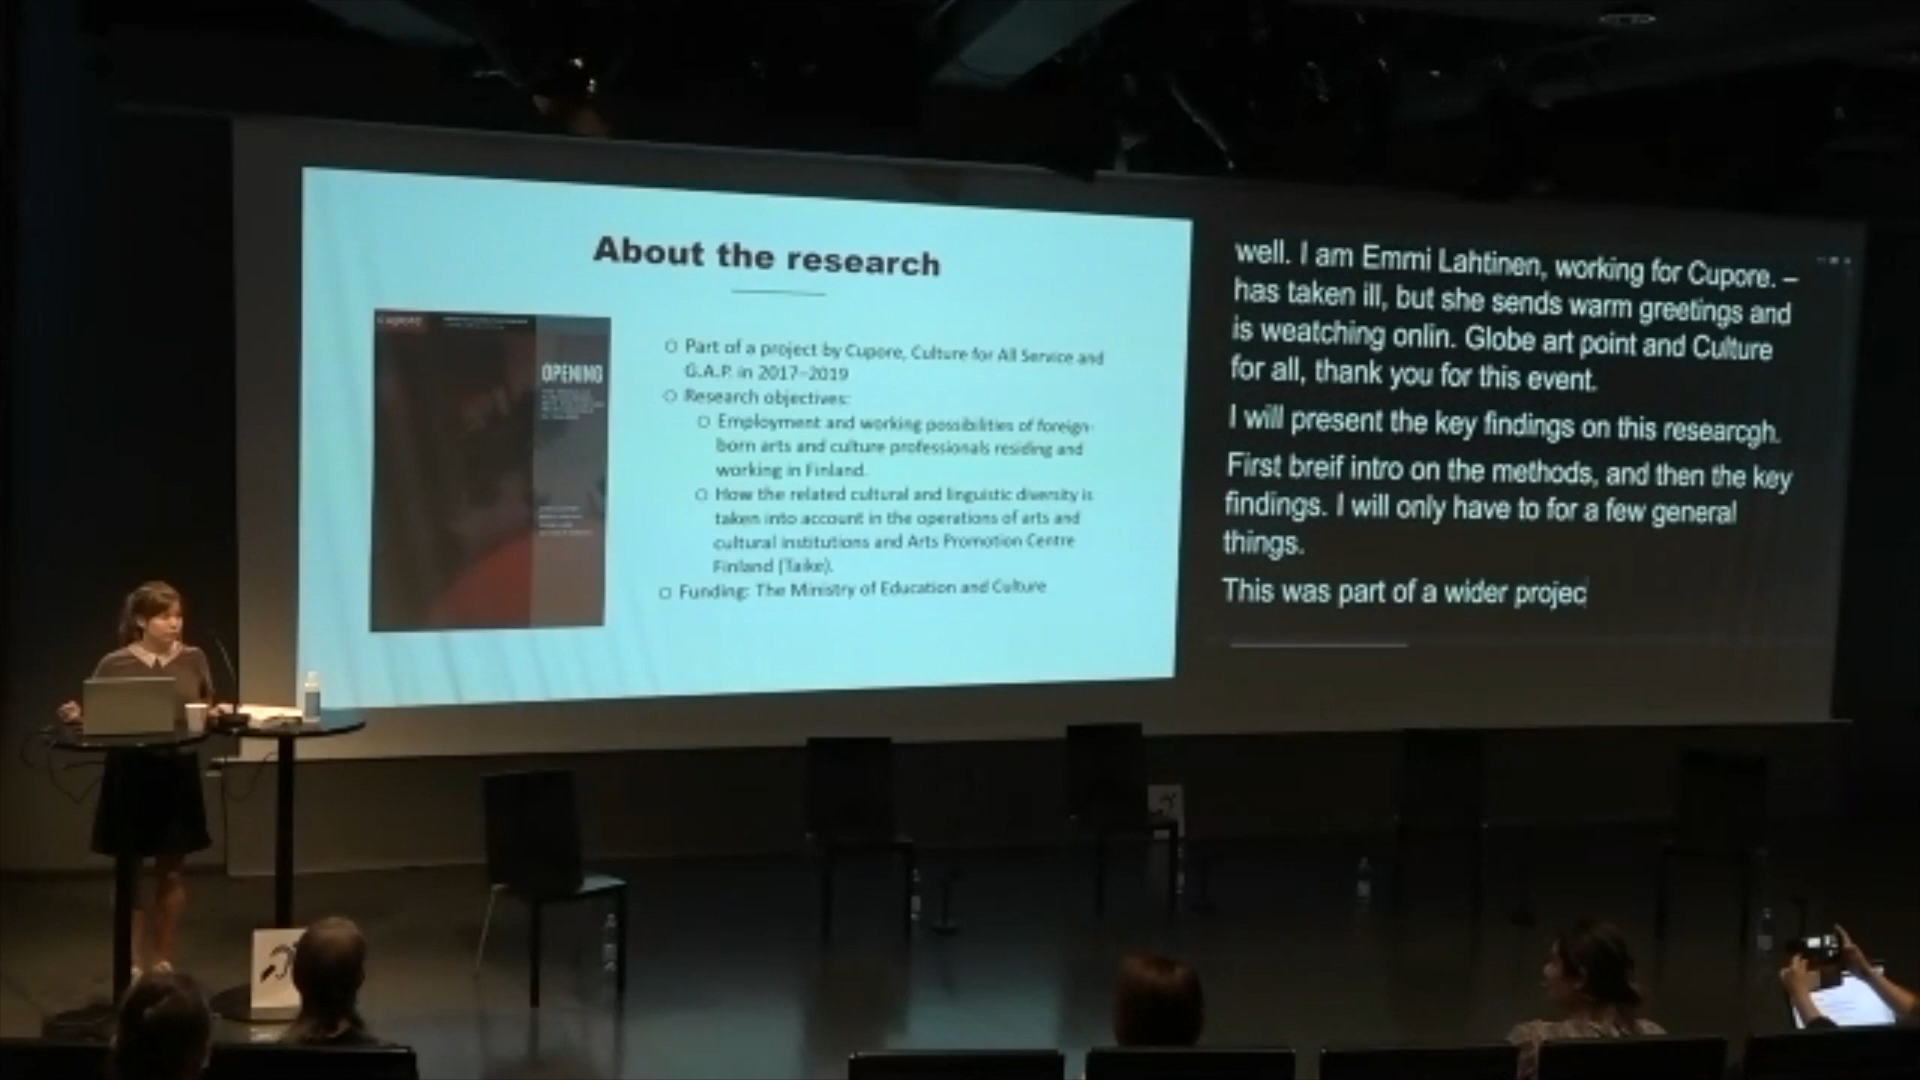 About the research
Cupore
OPENING
Part of a project by Cupore, Culture for All Service and
G.A.P. in 2017–2019
Research objectives:
Employment and working possibilities of foreign-
born arts and culture professionals residing and
working in Finland.
How the related cultural and linguistic diversity is
taken into account in the operations of arts and
cultural institutions and Arts Promotion Centre
Finland (Taike).
Funding: The Ministry of Education and Culture
well. I am Emmi Lahtinen, working for Cupore. –
has taken ill, but she sends warm greetings and
is weatching onlin. Globe art point and Culture
for all, thank you for this event.
I will present the key findings on this researcgh.
First breif intro on the methods, and then the key
findings. I will only have to for a few general
things.
This was part of a wider projec